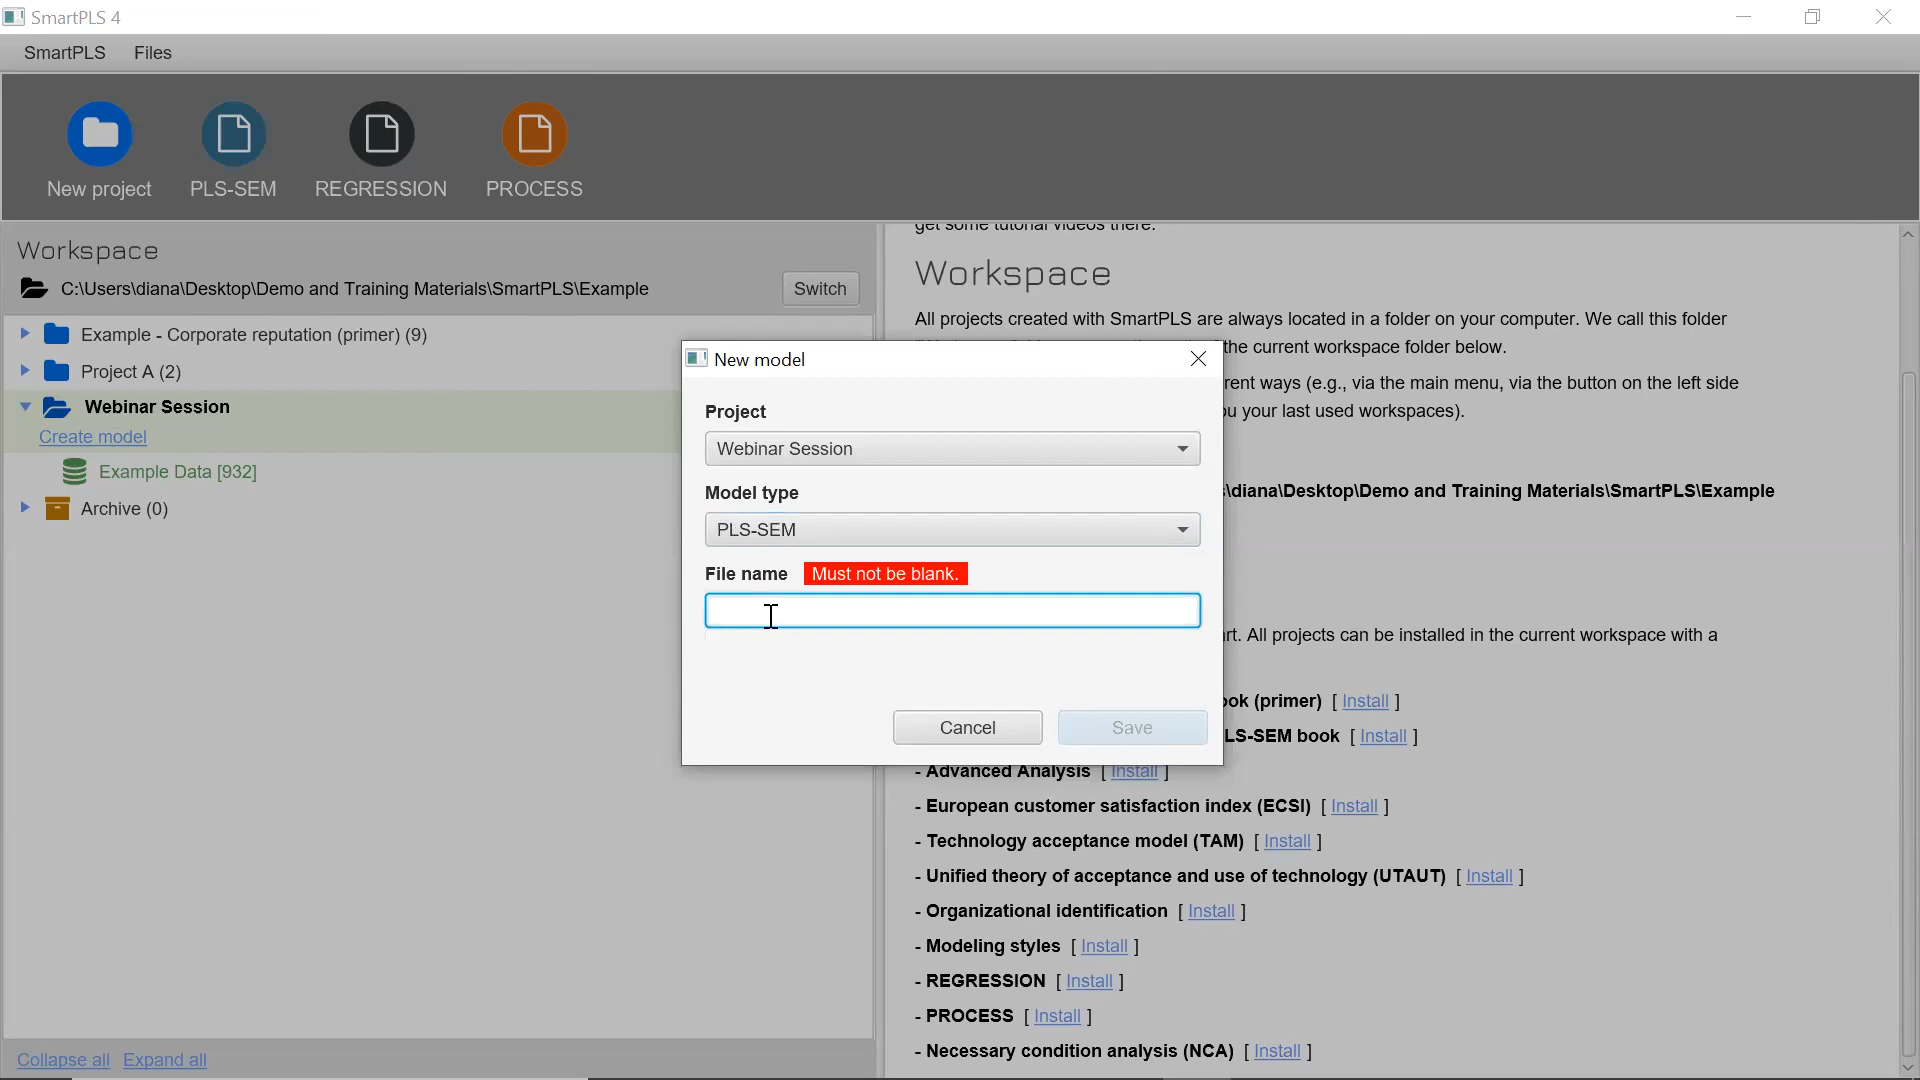 SmartPLS 4
SmartPLS Files
New project PLS-SEM REGRESSION PROCESS
Workspace
C:\Users\diana\Desktop\Demo and Training Materials\SmartPLS\Example
Switch
Example - Corporate reputation (primer) (9)
Project A (2)
Webinar Session
Create model
Example Data [932]
Archive (0)
Collapse all Expand all
New model
Project
Webinar Session
Model type
PLS-SEM
File name Must not be blank.
Cancel Save
get some tutorial videos there.
Workspace
All projects created with SmartPLS are always located in a folder on your computer. We call this folder
the current workspace folder below.
rent ways (e.g., via the main menu, via the button on the left side
your last used workspaces).
\diana\Desktop\Demo and Training Materials\SmartPLS\Example
All projects can be installed in the current workspace with a
ok (primer) [ Install ]
LS-SEM book [ Install ]
- Advanced Analysis [ Install ]
- European customer satisfaction index (ECSI) [ Install ]
- Technology acceptance model (TAM) [ Install ]
- Unified theory of acceptance and use of technology (UTAUT) [ Install ]
- Organizational identification [ Install ]
- Modeling styles [ Install ]
- REGRESSION [ Install ]
- PROCESS [ Install ]
- Necessary condition analysis (NCA) [ Install ]